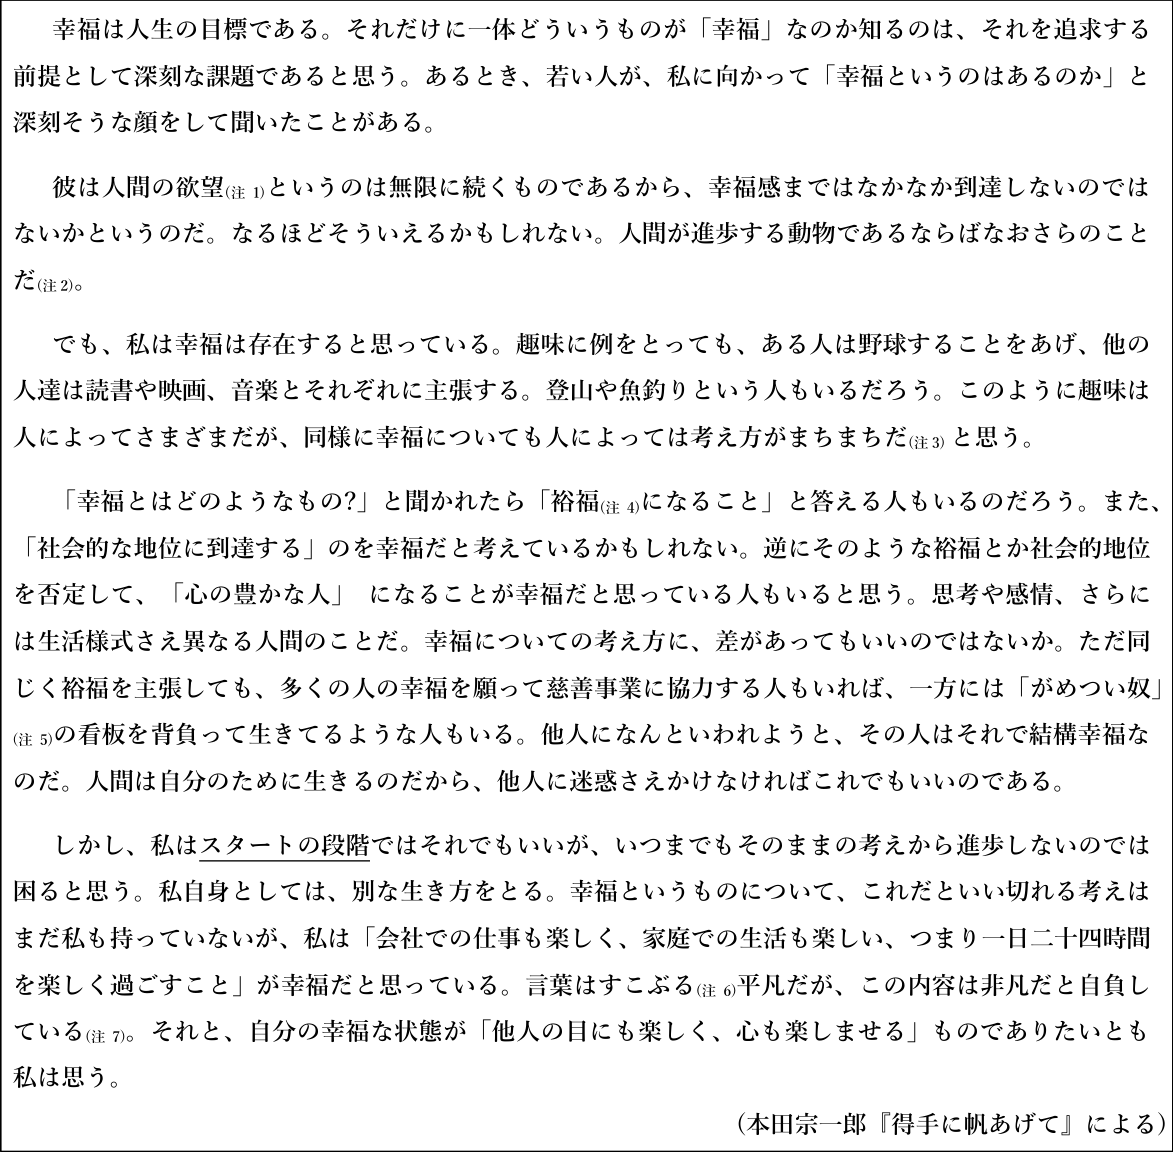 幸福は人生の目標である。それだけに一体どういうものが「幸福」なのか知るのは、それを追求する
前提として深刻な課題であると思う。あるとき、若い人が、私に向かって「幸福というのはあるのか」と
深刻そうな顔をして聞いたことがある。
彼は人間の欲望(注 1)というのは無限に続くものであるから、幸福感まではなかなか到達しないのでは
ないかというのだ。なるほどそういえるかもしれない。人間が進歩する動物であるならばなおさらのこと
だ(注 2)。
でも、私は幸福は存在すると思っている。趣味に例をとっても、ある人は野球することをあげ、他の
人達は読書や映画、音楽とそれぞれに主張する。登山や魚釣りという人もいるだろう。このように趣味は
人によってさまざまだが、同様に幸福についても人によっては考え方がまちまちだ(注 3) と思う。
「幸福とはどのようなもの?」と聞かれたら「裕福(注 4)になること」と答える人もいるのだろう。また、
「社会的な地位に到達する」のを幸福だと考えているかもしれない。逆にそのような裕福とか社会的地位
を否定して、「心の豊かな人」 になることが幸福だと思っている人もいると思う。思考や感情、さらに
は生活様式さえ異なる人間のことだ。幸福についての考え方に、差があってもいいのではないか。ただ同
じく裕福を主張しても、多くの人の幸福を願って慈善事業に協力する人もいれば、一方には「がめつい奴」
(注 5)の看板を背負って生きてるような人もいる。他人になんといわれようと、その人はそれで結構幸福な
のだ。人間は自分のために生きるのだから、他人に迷惑さえかけなければこれでもいいのである。
しかし、私はスタートの段階ではそれでもいいが、いつまでもそのままの考えから進歩しないのでは
困ると思う。私自身としては、別な生き方をとる。幸福というものについて、これだといい切れる考えは
まだ私も持っていないが、私は「会社での仕事も楽しく、家庭での生活も楽しい、つまり一日二十四時間
を楽しく過ごすこと」が幸福だと思っている。言葉はすこぶる(注 6)平凡だが、この内容は非凡だと自負し
ている(注 7)。それと、自分の幸福な状態が「他人の目にも楽しく、心も楽しませる」ものでありたいとも
私は思う。
(本田宗一郎『得手に帆あげて』による)